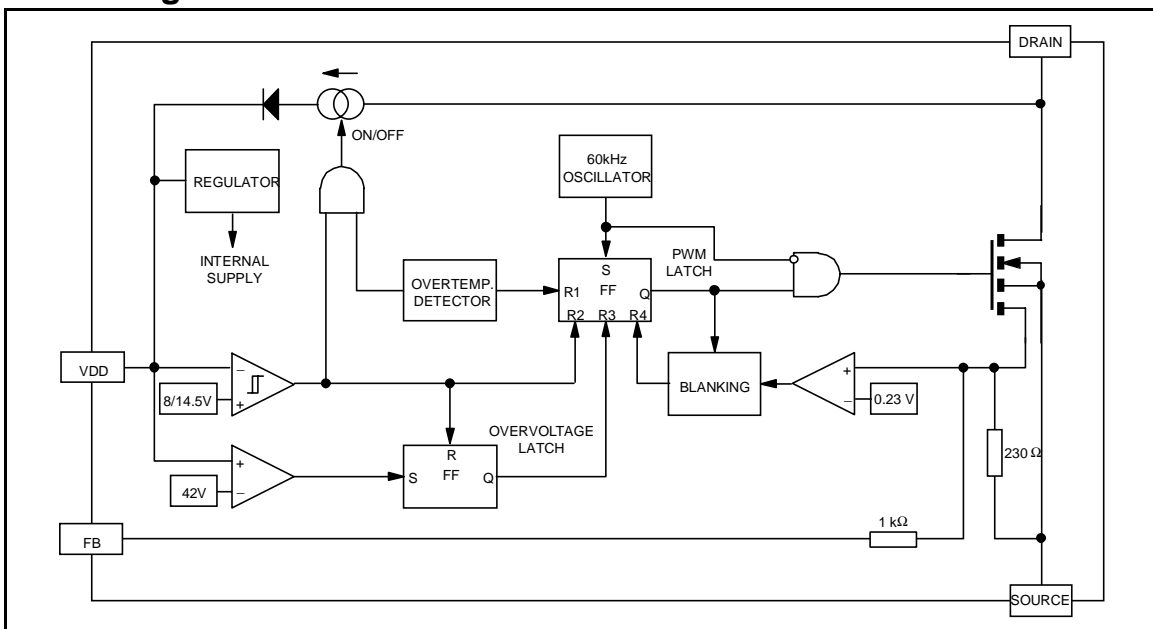 DRAIN
ON/OFF
REGULATOR
60kHz
OSCILLATOR
INTERNAL
SUPPLY
PWM
LATCH
S
FF
OVERTEMP.
DETECTOR
R1
Q
R2 R3 R4
VDD
BLANKING
8/14.5V
0.23 V
OVERVOLTAGE
LATCH
R
FF
S
Q
230 Ω
42V
1 kΩ
FB
SOURCE